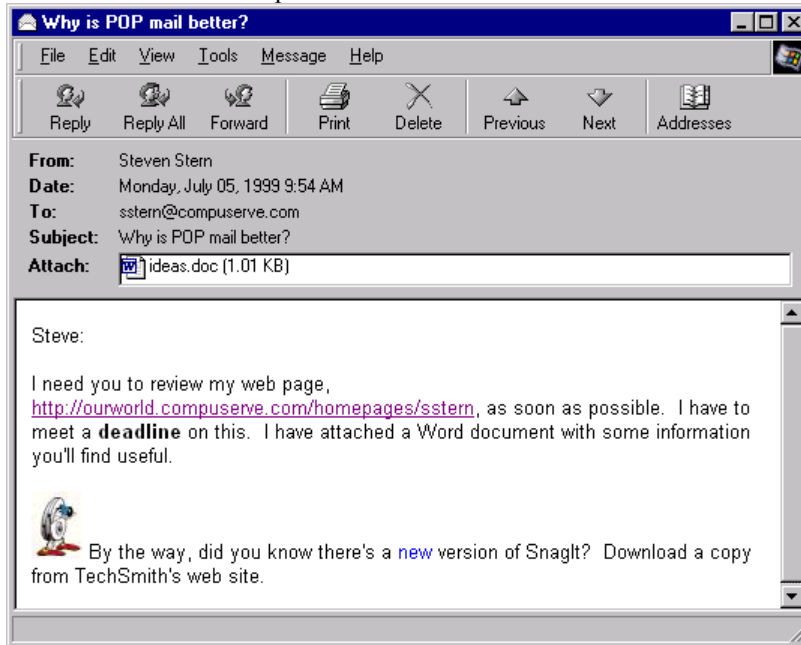 Why is POP mail better?
File Edit View Tools Message Help
Reply Reply All Forward Print Delete Previous Next Addresses
From: Steven Stern
Date: Monday, July 05, 1999 9:54 AM
To: sstern@compuserve.com
Subject: Why is POP mail better?
Attach: ideas.doc (1.01 KB)
Steve:
I need you to review my web page,
http://ourworld.compuserve.com/homepages/sstern, as soon as possible. I have to
meet a deadline on this. I have attached a Word document with some information
you'll find useful.
By the way, did you know there's a new version of SnagIt? Download a copy
from TechSmith's web site.